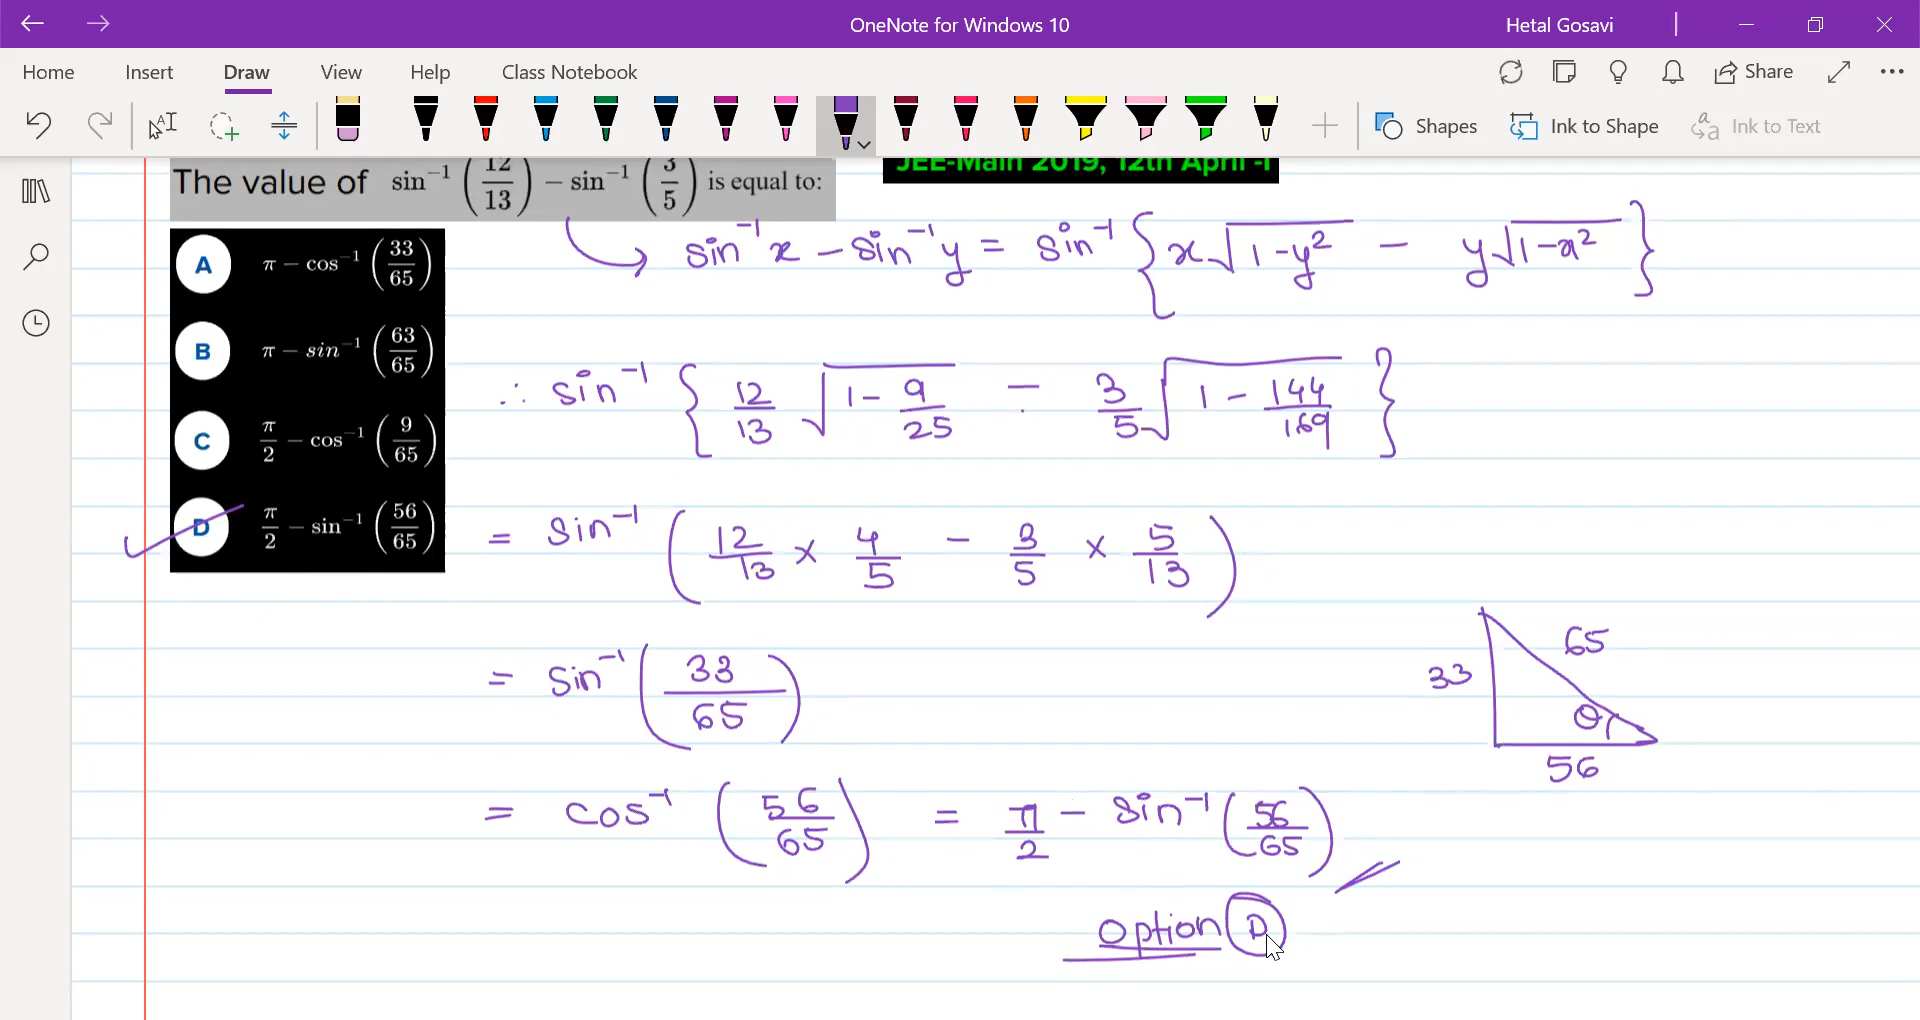 OneNote for Windows 10
Hetal Gosavi
Home Insert Draw View Help Class Notebook
Share
Shapes Ink to Shape Ink to Text
JEE-Main 2019, 12th April -I
The value of sin⁻¹ (12/13) − sin⁻¹ (3/5) is equal to:
A π − cos⁻¹ (33/65)
B π − sin⁻¹ (63/65)
C π/2 − cos⁻¹ (9/65)
D π/2 − sin⁻¹ (56/65)
sin⁻¹x − sin⁻¹y = sin⁻¹ { x√(1−y²) − y√(1−x²) }
∴ sin⁻¹ { 12/13 √(1 − 9/25) − 3/5 √(1 − 144/169) }
= sin⁻¹ ( 12/13 × 4/5 − 3/5 × 5/13 )
= sin⁻¹ ( 33/65 )
33 65 θ 56
= cos⁻¹ ( 56/65 ) = π/2 − sin⁻¹ ( 56/65 )
option D